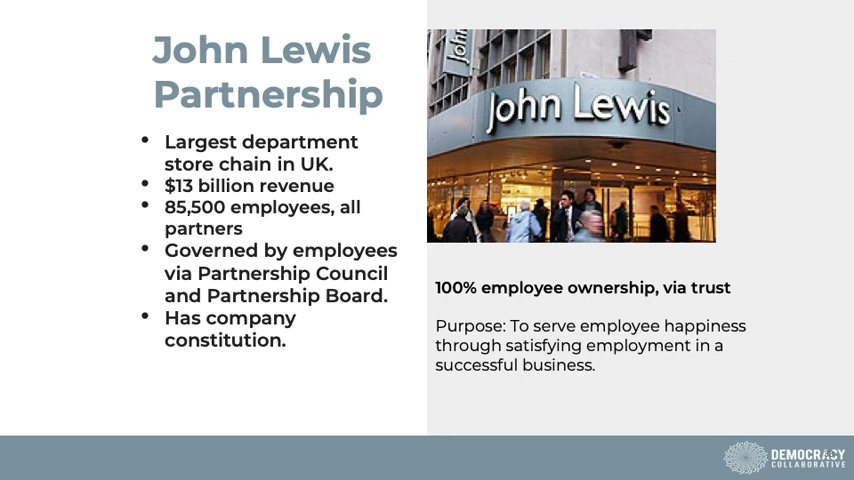 John Lewis
Partnership
• Largest department
store chain in UK.
• $13 billion revenue
• 85,500 employees, all
partners
• Governed by employees
via Partnership Council
and Partnership Board.
• Has company
constitution.
John
John Lewis
100% employee ownership, via trust
Purpose: To serve employee happiness
through satisfying employment in a
successful business.
DEMOCRACY
COLLABORATIVE